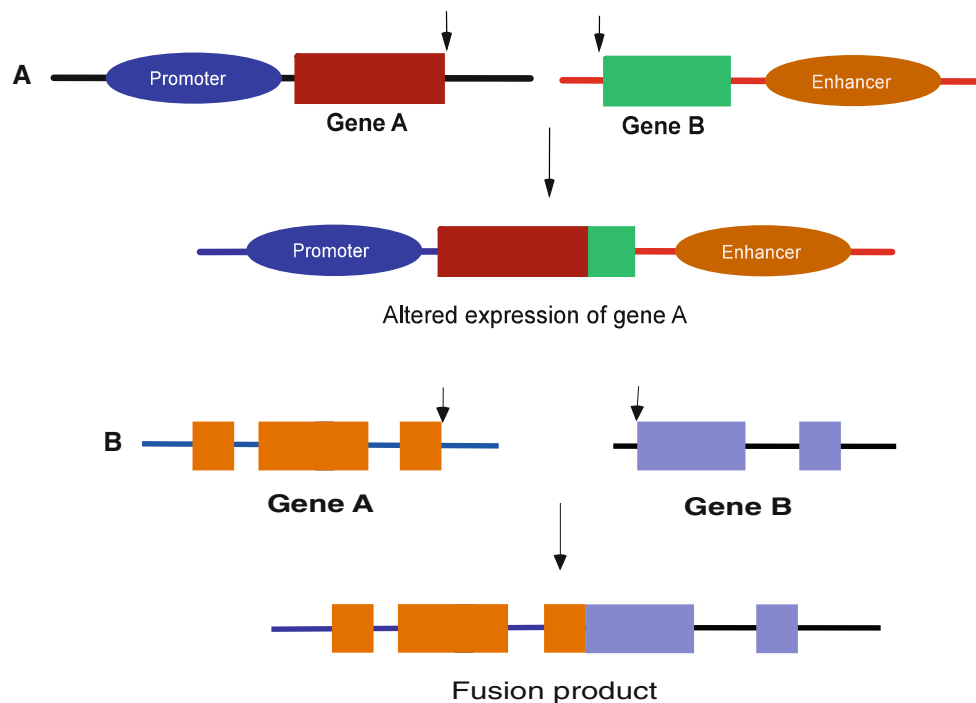 A
Promoter
Gene A
Gene B
Enhancer
Promoter
Enhancer
Altered expression of gene A
B
Gene A
Gene B
Fusion product